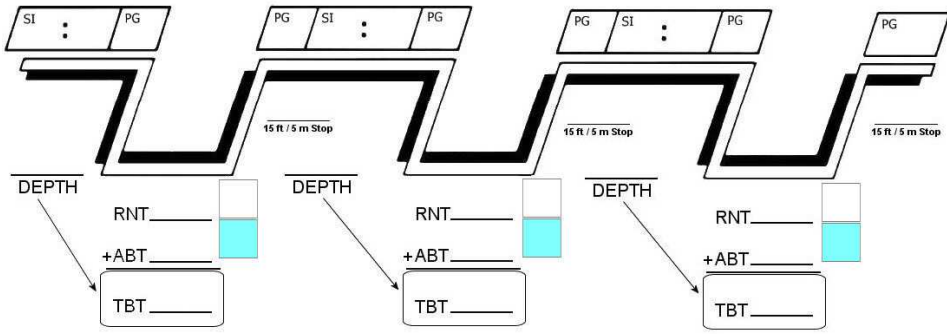 SI : PG
PG SI : PG
PG SI : PG
PG
15 ft / 5 m Stop
15 ft / 5 m Stop
15 ft / 5 m Stop
DEPTH
DEPTH
DEPTH
RNT
RNT
RNT
+ABT
+ABT
+ABT
TBT
TBT
TBT